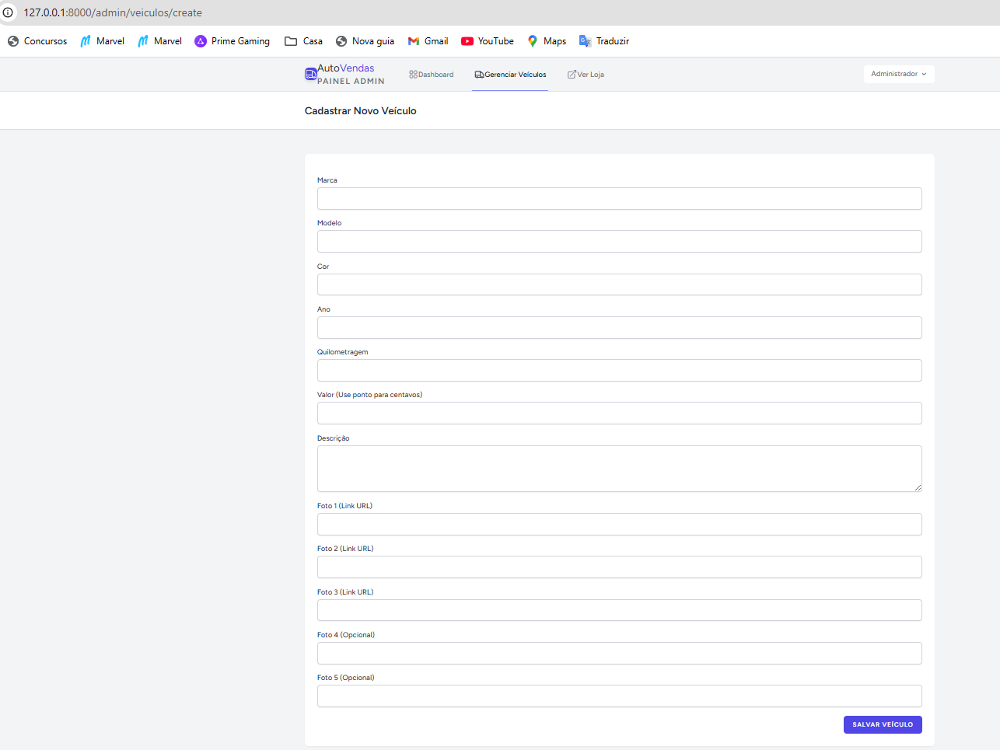 127.0.0.1:8000/admin/veiculos/create
Concursos Marvel Marvel Prime Gaming Casa Nova guia Gmail YouTube Maps Traduzir
AutoVendas
PAINEL ADMIN
Dashboard Gerenciar Veículos Ver Loja Administrador
Cadastrar Novo Veículo
Marca
Modelo
Cor
Ano
Quilometragem
Valor (Use ponto para centavos)
Descrição
Foto 1 (Link URL)
Foto 2 (Link URL)
Foto 3 (Link URL)
Foto 4 (Opcional)
Foto 5 (Opcional)
SALVAR VEÍCULO